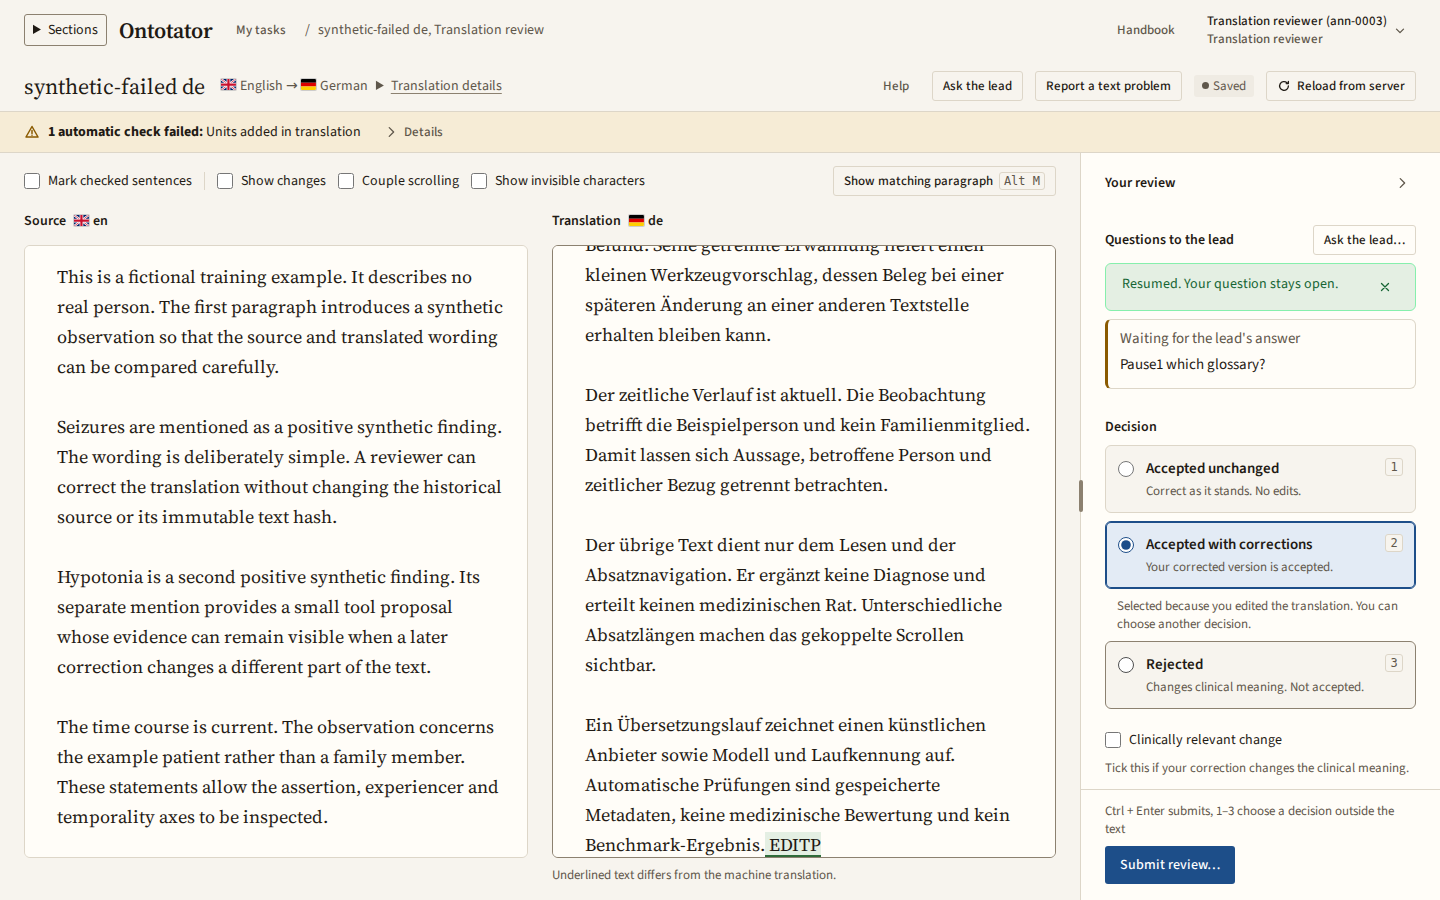 Sections
Ontotator
My tasks
/ synthetic-failed de, Translation review
Handbook
Translation reviewer (ann-0003)
Translation reviewer
synthetic-failed de
English → German
Translation details
Help
Ask the lead
Report a text problem
Saved
Reload from server
1 automatic check failed: Units added in translation
Details
Mark checked sentences
Show changes
Couple scrolling
Show invisible characters
Show matching paragraph Alt M
Source en
This is a fictional training example. It describes no
real person. The first paragraph introduces a synthetic
observation so that the source and translated wording
can be compared carefully.
Seizures are mentioned as a positive synthetic finding.
The wording is deliberately simple. A reviewer can
correct the translation without changing the historical
source or its immutable text hash.
Hypotonia is a second positive synthetic finding. Its
separate mention provides a small tool proposal
whose evidence can remain visible when a later
correction changes a different part of the text.
The time course is current. The observation concerns
the example patient rather than a family member.
These statements allow the assertion, experiencer and
temporality axes to be inspected.
Translation de
Befund. Seine getrennte Erwähnung liefert einen
kleinen Werkzeugvorschlag, dessen Beleg bei einer
späteren Änderung an einer anderen Textstelle
erhalten bleiben kann.
Der zeitliche Verlauf ist aktuell. Die Beobachtung
betrifft die Beispielperson und kein Familienmitglied.
Damit lassen sich Aussage, betroffene Person und
zeitlicher Bezug getrennt betrachten.
Der übrige Text dient nur dem Lesen und der
Absatznavigation. Er ergänzt keine Diagnose und
erteilt keinen medizinischen Rat. Unterschiedliche
Absatzlängen machen das gekoppelte Scrollen
sichtbar.
Ein Übersetzungslauf zeichnet einen künstlichen
Anbieter sowie Modell und Laufkennung auf.
Automatische Prüfungen sind gespeicherte
Metadaten, keine medizinische Bewertung und kein
Benchmark-Ergebnis. EDITP
Underlined text differs from the machine translation.
Your review
Questions to the lead
Ask the lead…
Resumed. Your question stays open.
Waiting for the lead's answer
Pause1 which glossary?
Decision
Accepted unchanged 1
Correct as it stands. No edits.
Accepted with corrections 2
Your corrected version is accepted.
Selected because you edited the translation. You can
choose another decision.
Rejected 3
Changes clinical meaning. Not accepted.
Clinically relevant change
Tick this if your correction changes the clinical meaning.
Ctrl + Enter submits, 1–3 choose a decision outside the
text
Submit review…